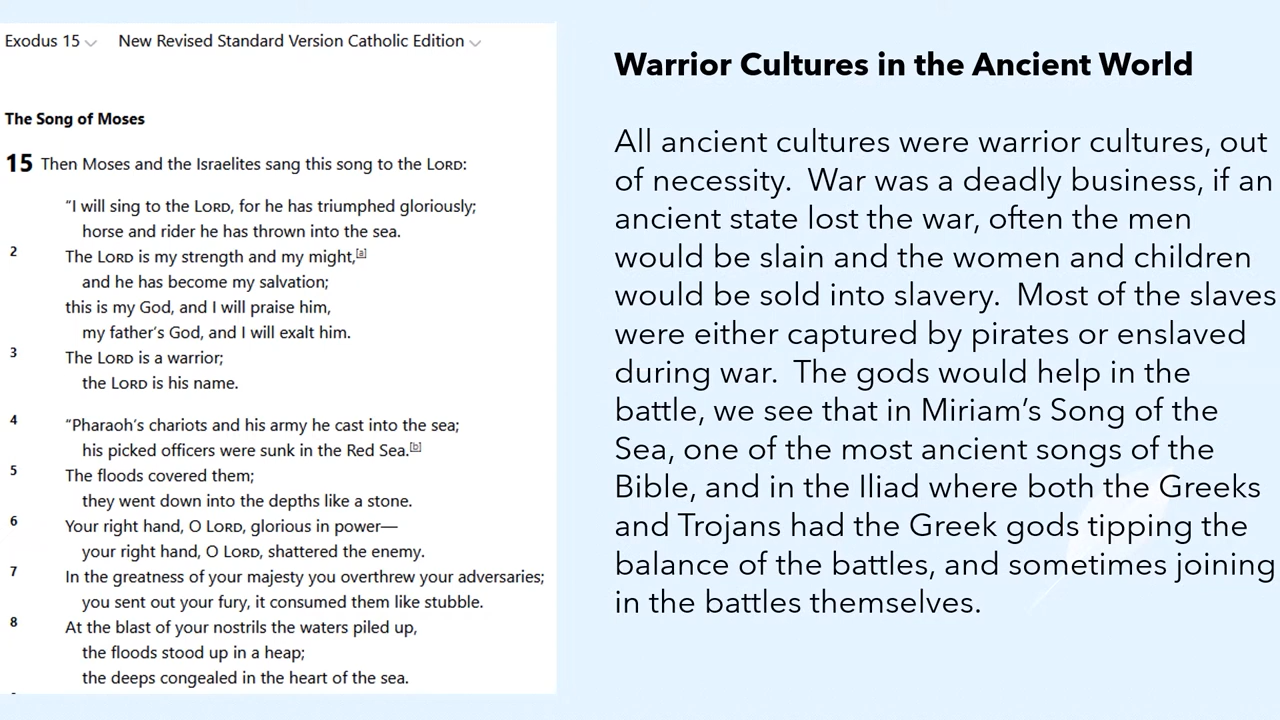 Exodus 15 New Revised Standard Version Catholic Edition
The Song of Moses
15 Then Moses and the Israelites sang this song to the LORD:
“I will sing to the LORD, for he has triumphed gloriously;
horse and rider he has thrown into the sea.
2 The LORD is my strength and my might,[a]
and he has become my salvation;
this is my God, and I will praise him,
my father’s God, and I will exalt him.
3 The LORD is a warrior;
the LORD is his name.
4 “Pharaoh’s chariots and his army he cast into the sea;
his picked officers were sunk in the Red Sea.[b]
5 The floods covered them;
they went down into the depths like a stone.
6 Your right hand, O LORD, glorious in power—
your right hand, O LORD, shattered the enemy.
7 In the greatness of your majesty you overthrew your adversaries;
you sent out your fury, it consumed them like stubble.
8 At the blast of your nostrils the waters piled up,
the floods stood up in a heap;
the deeps congealed in the heart of the sea.
Warrior Cultures in the Ancient World
All ancient cultures were warrior cultures, out
of necessity. War was a deadly business, if an
ancient state lost the war, often the men
would be slain and the women and children
would be sold into slavery. Most of the slaves
were either captured by pirates or enslaved
during war. The gods would help in the
battle, we see that in Miriam’s Song of the
Sea, one of the most ancient songs of the
Bible, and in the Iliad where both the Greeks
and Trojans had the Greek gods tipping the
balance of the battles, and sometimes joining
in the battles themselves.